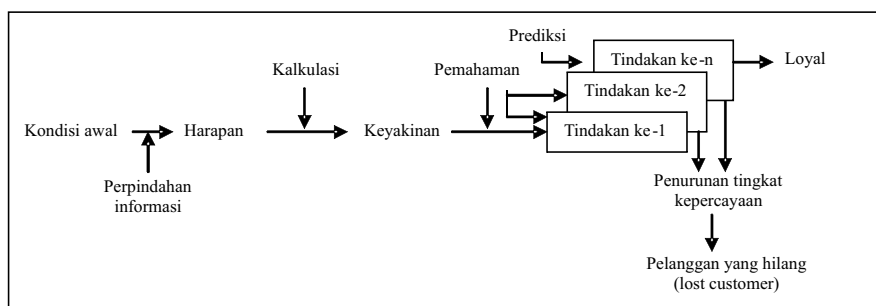 Prediksi
Tindakan ke-n
Loyal
Kalkulasi
Pemahaman
Tindakan ke-2
Kondisi awal
Harapan
Keyakinan
Tindakan ke-1
Perpindahan
informasi
Penurunan tingkat
kepercayaan
Pelanggan yang hilang
(lost customer)